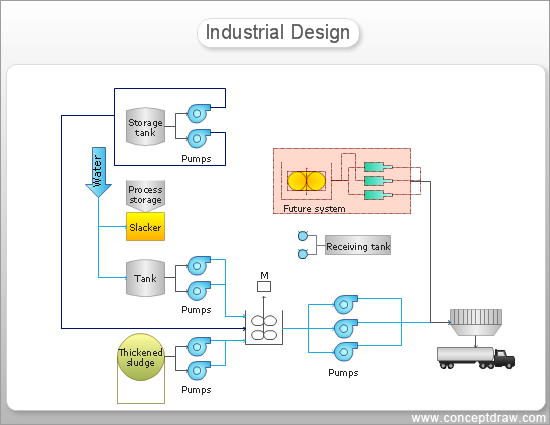 Industrial Design
Storage
tank
Pumps
Water
Process
storage
Slacker
Future system
Receiving tank
Tank
Pumps
M
Thickened
sludge
Pumps
Pumps
www.conceptdraw.com